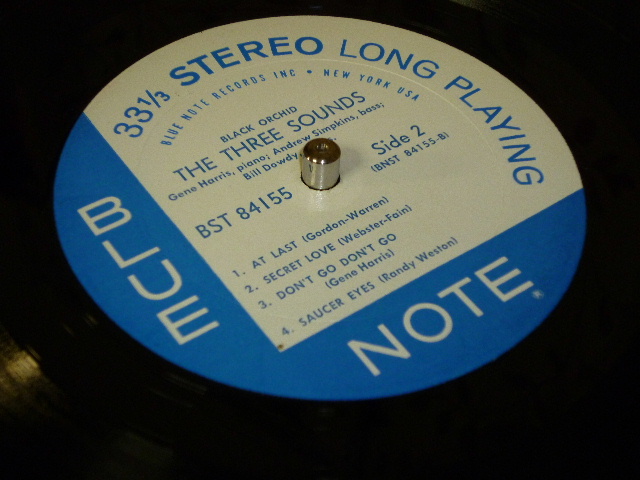 33⅓ STEREO LONG PLAYING
BLUE NOTE RECORDS INC • NEW YORK USA
BLACK ORCHID
THE THREE SOUNDS
Gene Harris, piano; Andrew Simpkins, bass;
Bill Dowdy
Side 2
BST 84155
(BNST 84155-B)
1. AT LAST (Gordon-Warren)
2. SECRET LOVE (Webster-Fain)
3. DON'T GO DON'T GO
(Gene Harris)
4. SAUCER EYES (Randy Weston)
BLUE
NOTE®